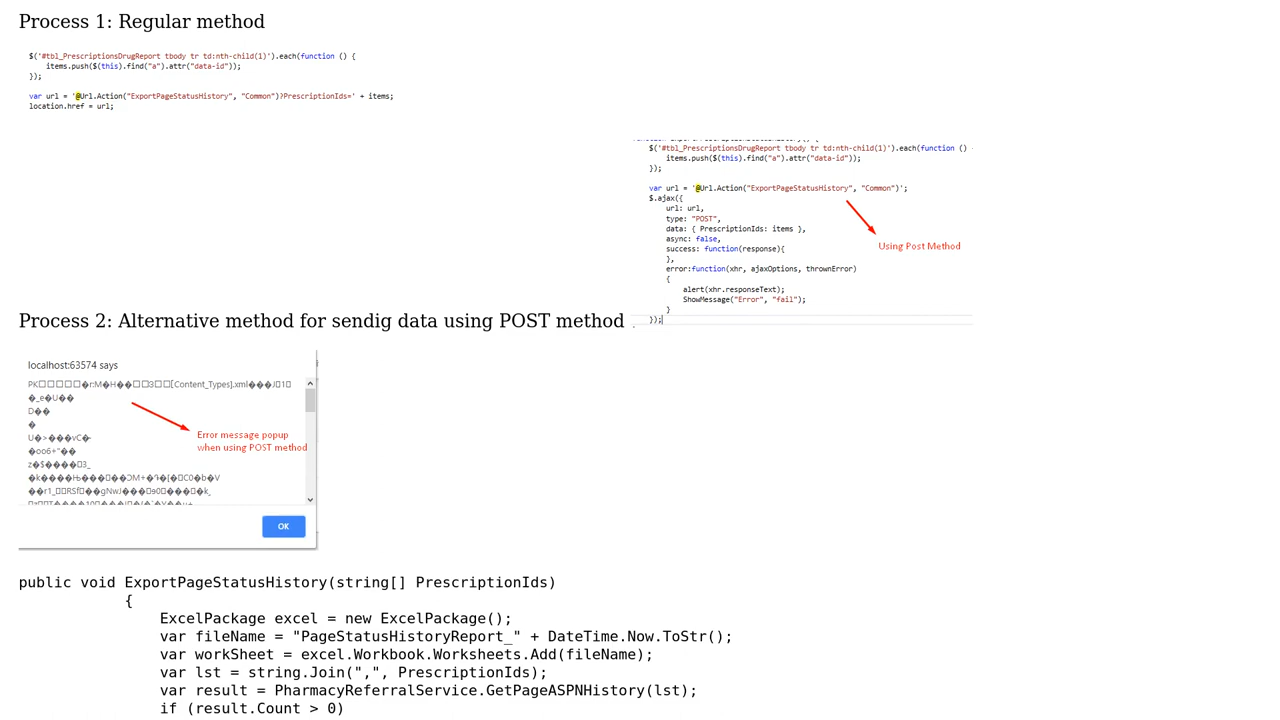 Process 1: Regular method
$('#tbl_PrescriptionsDrugReport tbody tr td:nth-child(1)').each(function () {
items.push($(this).find("a").attr("data-id"));
});
var url = '@Url.Action("ExportPageStatusHistory", "Common")?PrescriptionIds=' + items;
location.href = url;
$('#tbl_PrescriptionsDrugReport tbody tr td:nth-child(1)').each(function ()
items.push($(this).find("a").attr("data-id"));
});
var url = '@Url.Action("ExportPageStatusHistory", "Common")';
$.ajax({
url: url,
type: "POST",
data: { PrescriptionIds: items },
async: false,
success: function(response){
},
error:function(xhr, ajaxOptions, thrownError)
{
alert(xhr.responseText);
ShowMessage("Error", "fail");
}
});
Using Post Method
Process 2: Alternative method for sendig data using POST method
localhost:63574 says
[Content_Types].xml
Error message popup
when using POST method
OK
public void ExportPageStatusHistory(string[] PrescriptionIds)
{
ExcelPackage excel = new ExcelPackage();
var fileName = "PageStatusHistoryReport_" + DateTime.Now.ToStr();
var workSheet = excel.Workbook.Worksheets.Add(fileName);
var lst = string.Join(",", PrescriptionIds);
var result = PharmacyReferralService.GetPageASPNHistory(lst);
if (result.Count > 0)